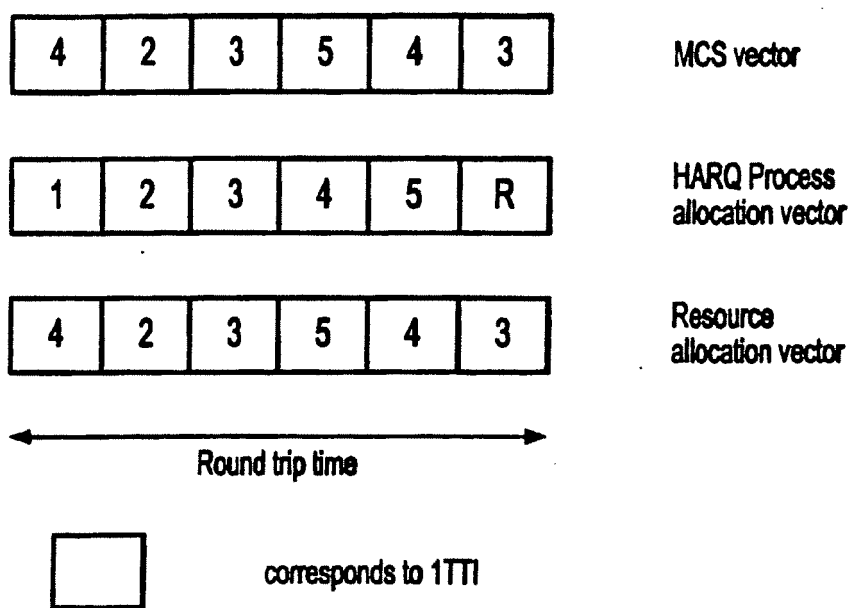 4 2 3 5 4 3 MCS vector
1 2 3 4 5 R HARQ Process
allocation vector
4 2 3 5 4 3 Resource
allocation vector
Round trip time
corresponds to 1TTI